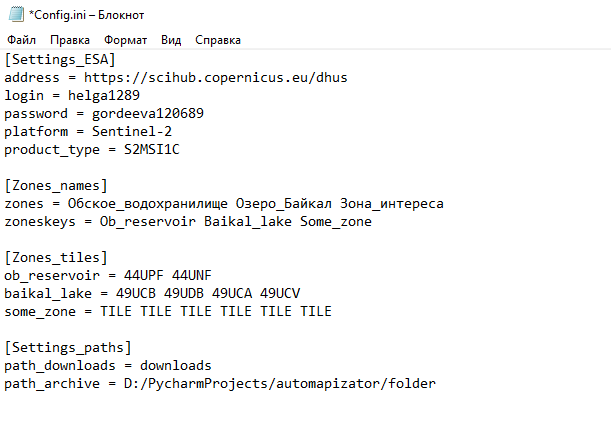 *Config.ini – Блокнот
Файл Правка Формат Вид Справка
[Settings_ESA]
address = https://scihub.copernicus.eu/dhus
login = helga1289
password = gordeeva120689
platform = Sentinel-2
product_type = S2MSI1C
[Zones_names]
zones = Обское_водохранилище Озеро_Байкал Зона_интереса
zoneskeys = Ob_reservoir Baikal_lake Some_zone
[Zones_tiles]
ob_reservoir = 44UPF 44UNF
baikal_lake = 49UCB 49UDB 49UCA 49UCV
some_zone = TILE TILE TILE TILE TILE TILE
[Settings_paths]
path_downloads = downloads
path_archive = D:/PycharmProjects/automapizator/folder